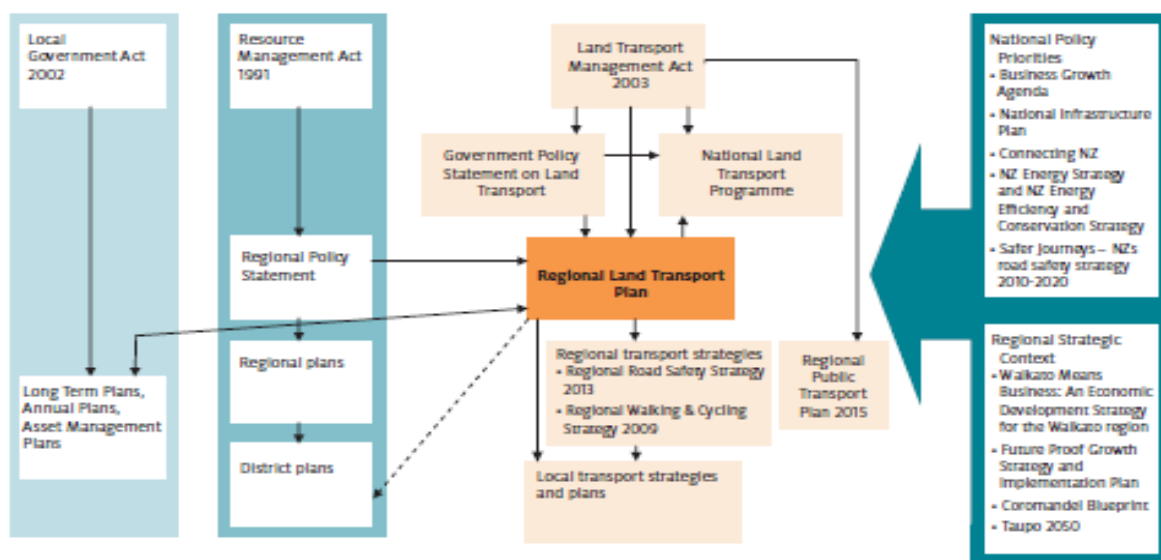 Local
Government Act
2002
Long Term Plans,
Annual Plans,
Asset Management
Plans
Resource
Management Act
1991
Regional Policy
Statement
Regional plans
District plans
Land Transport
Management Act
2003
Government Policy
Statement on Land
Transport
National Land
Transport
Programme
Regional Land Transport
Plan
Regional transport strategies
• Regional Road Safety Strategy
2013
• Regional Walking & Cycling
Strategy 2009
Local transport strategies
and plans
Regional
Public
Transport
Plan 2015
National Policy
Priorities
• Business Growth
Agenda
• National Infrastructure
Plan
• Connecting NZ
• NZ Energy Strategy
and NZ Energy
Efficiency and
Conservation Strategy
• Safer Journeys – NZs
road safety strategy
2010-2020
Regional Strategic
Context
• Waikato Means
Business: An Economic
Development Strategy
for the Waikato region
• Future Proof Growth
Strategy and
Implementation Plan
• Coromandel Blueprint
• Taupo 2050